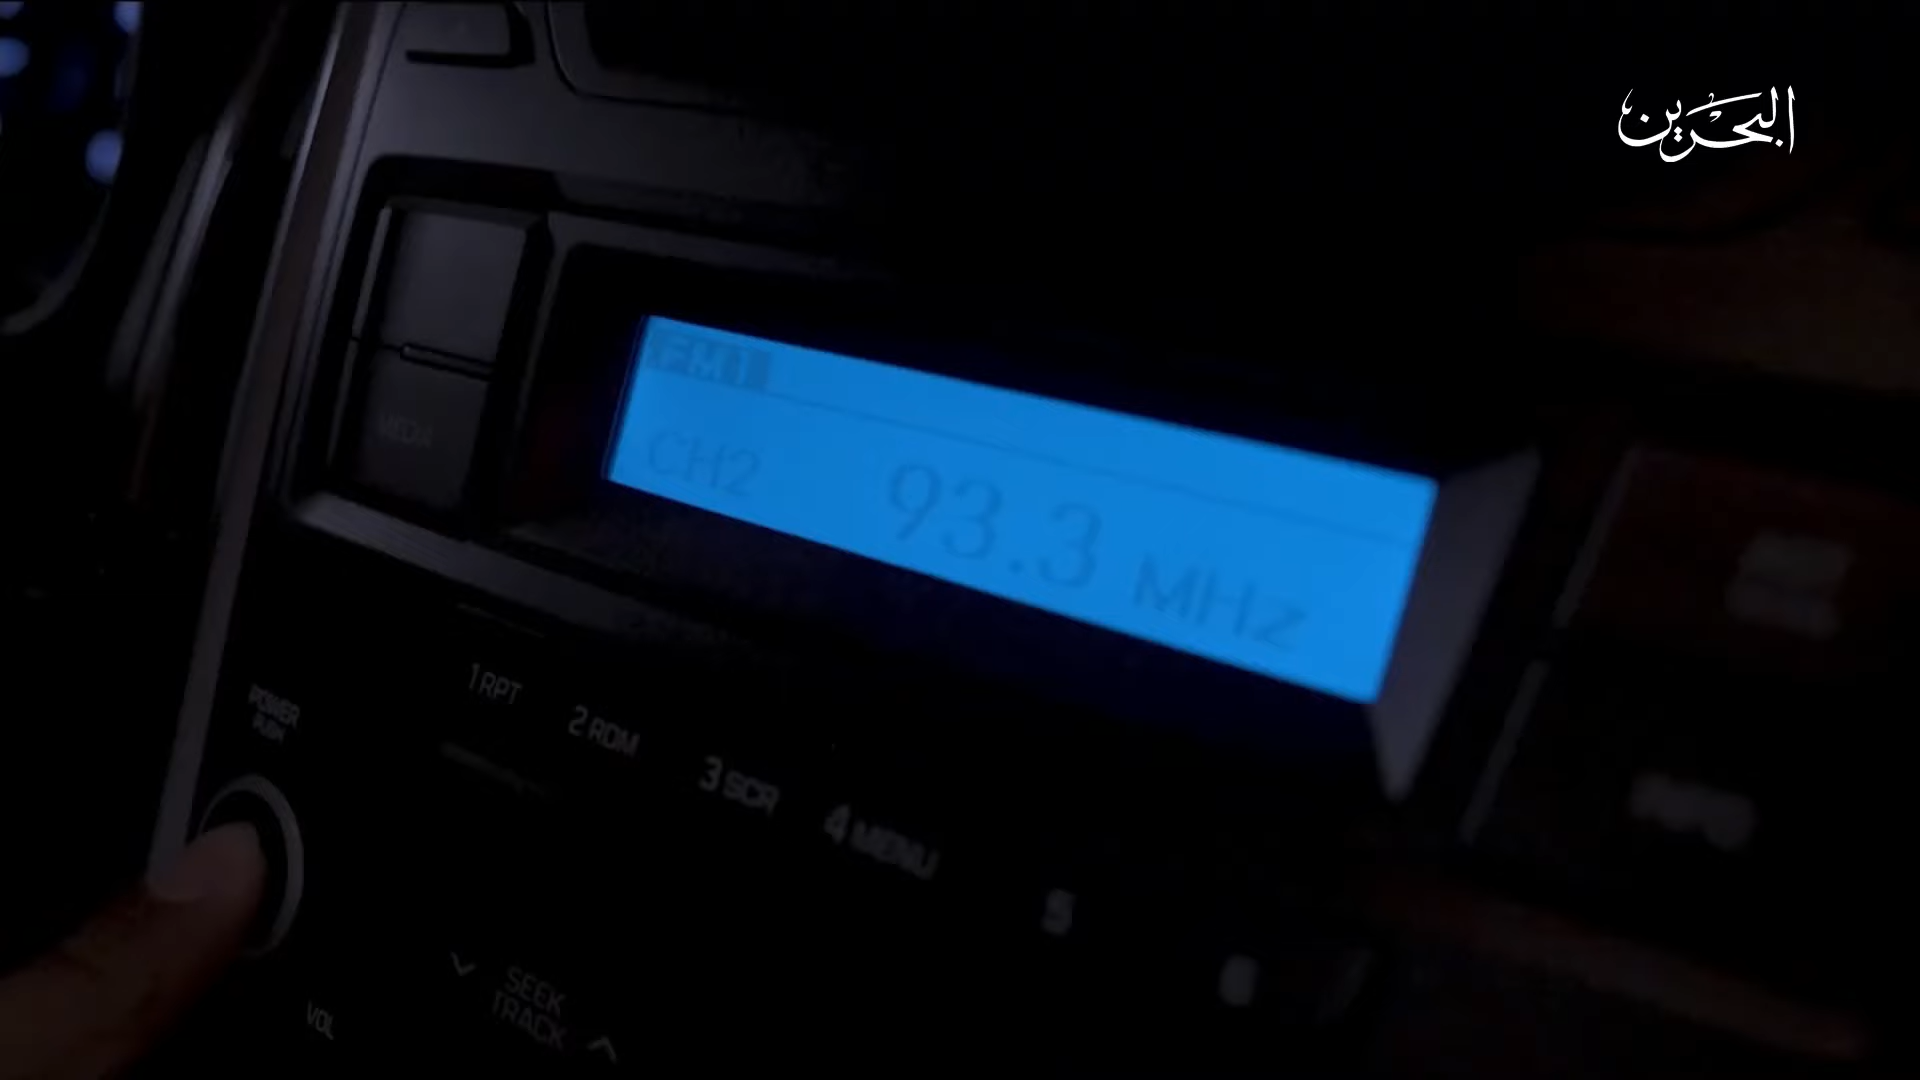 البحرين
FM1
CH2 93.3 MHz
1 RPT 2 RDM 3 SCR 4 MENU 5
POWER
PUSH
VOL
SEEK
TRACK